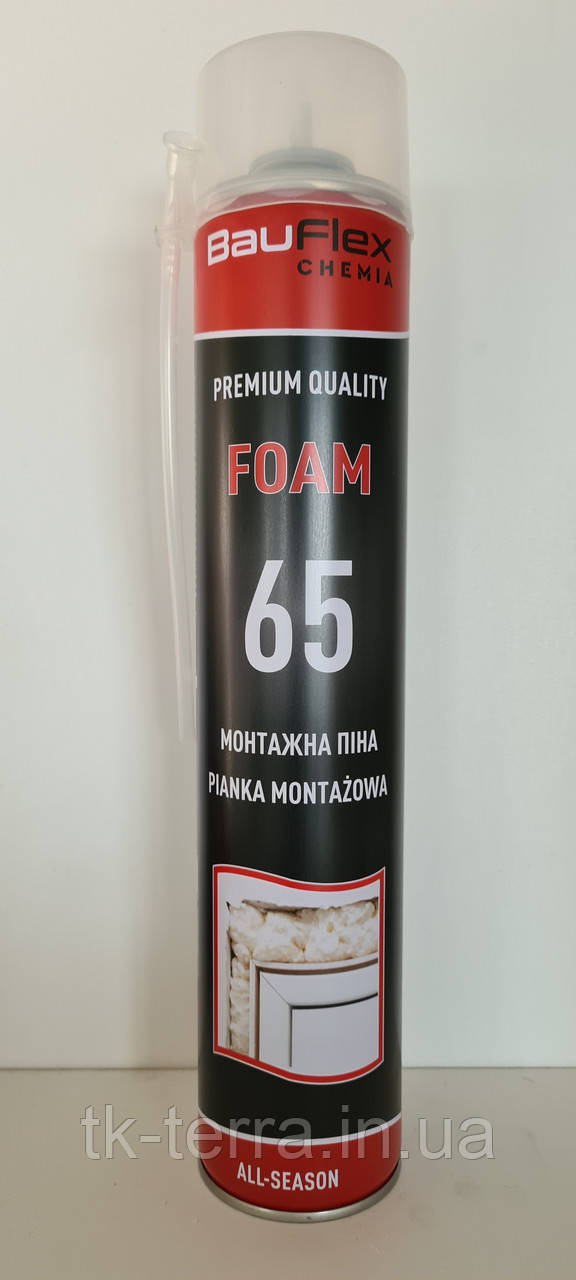 BauFlex
CHEMIA
PREMIUM QUALITY
FOAM
65
МОНТАЖНА ПІНА
PIANKA MONTAŻOWA
tk-terra.in.ua
ALL-SEASON